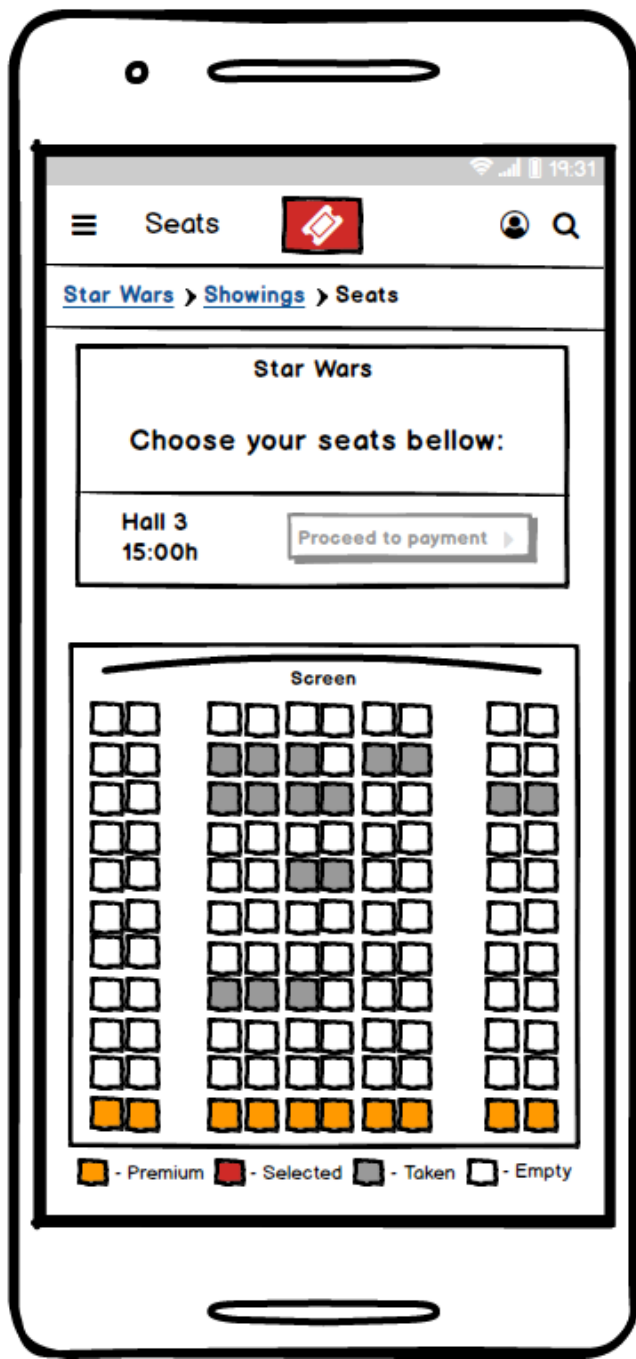 19:31
Seats
Star Wars > Showings > Seats
Star Wars
Choose your seats bellow:
Hall 3
15:00h
Proceed to payment
Screen
- Premium - Selected - Taken - Empty